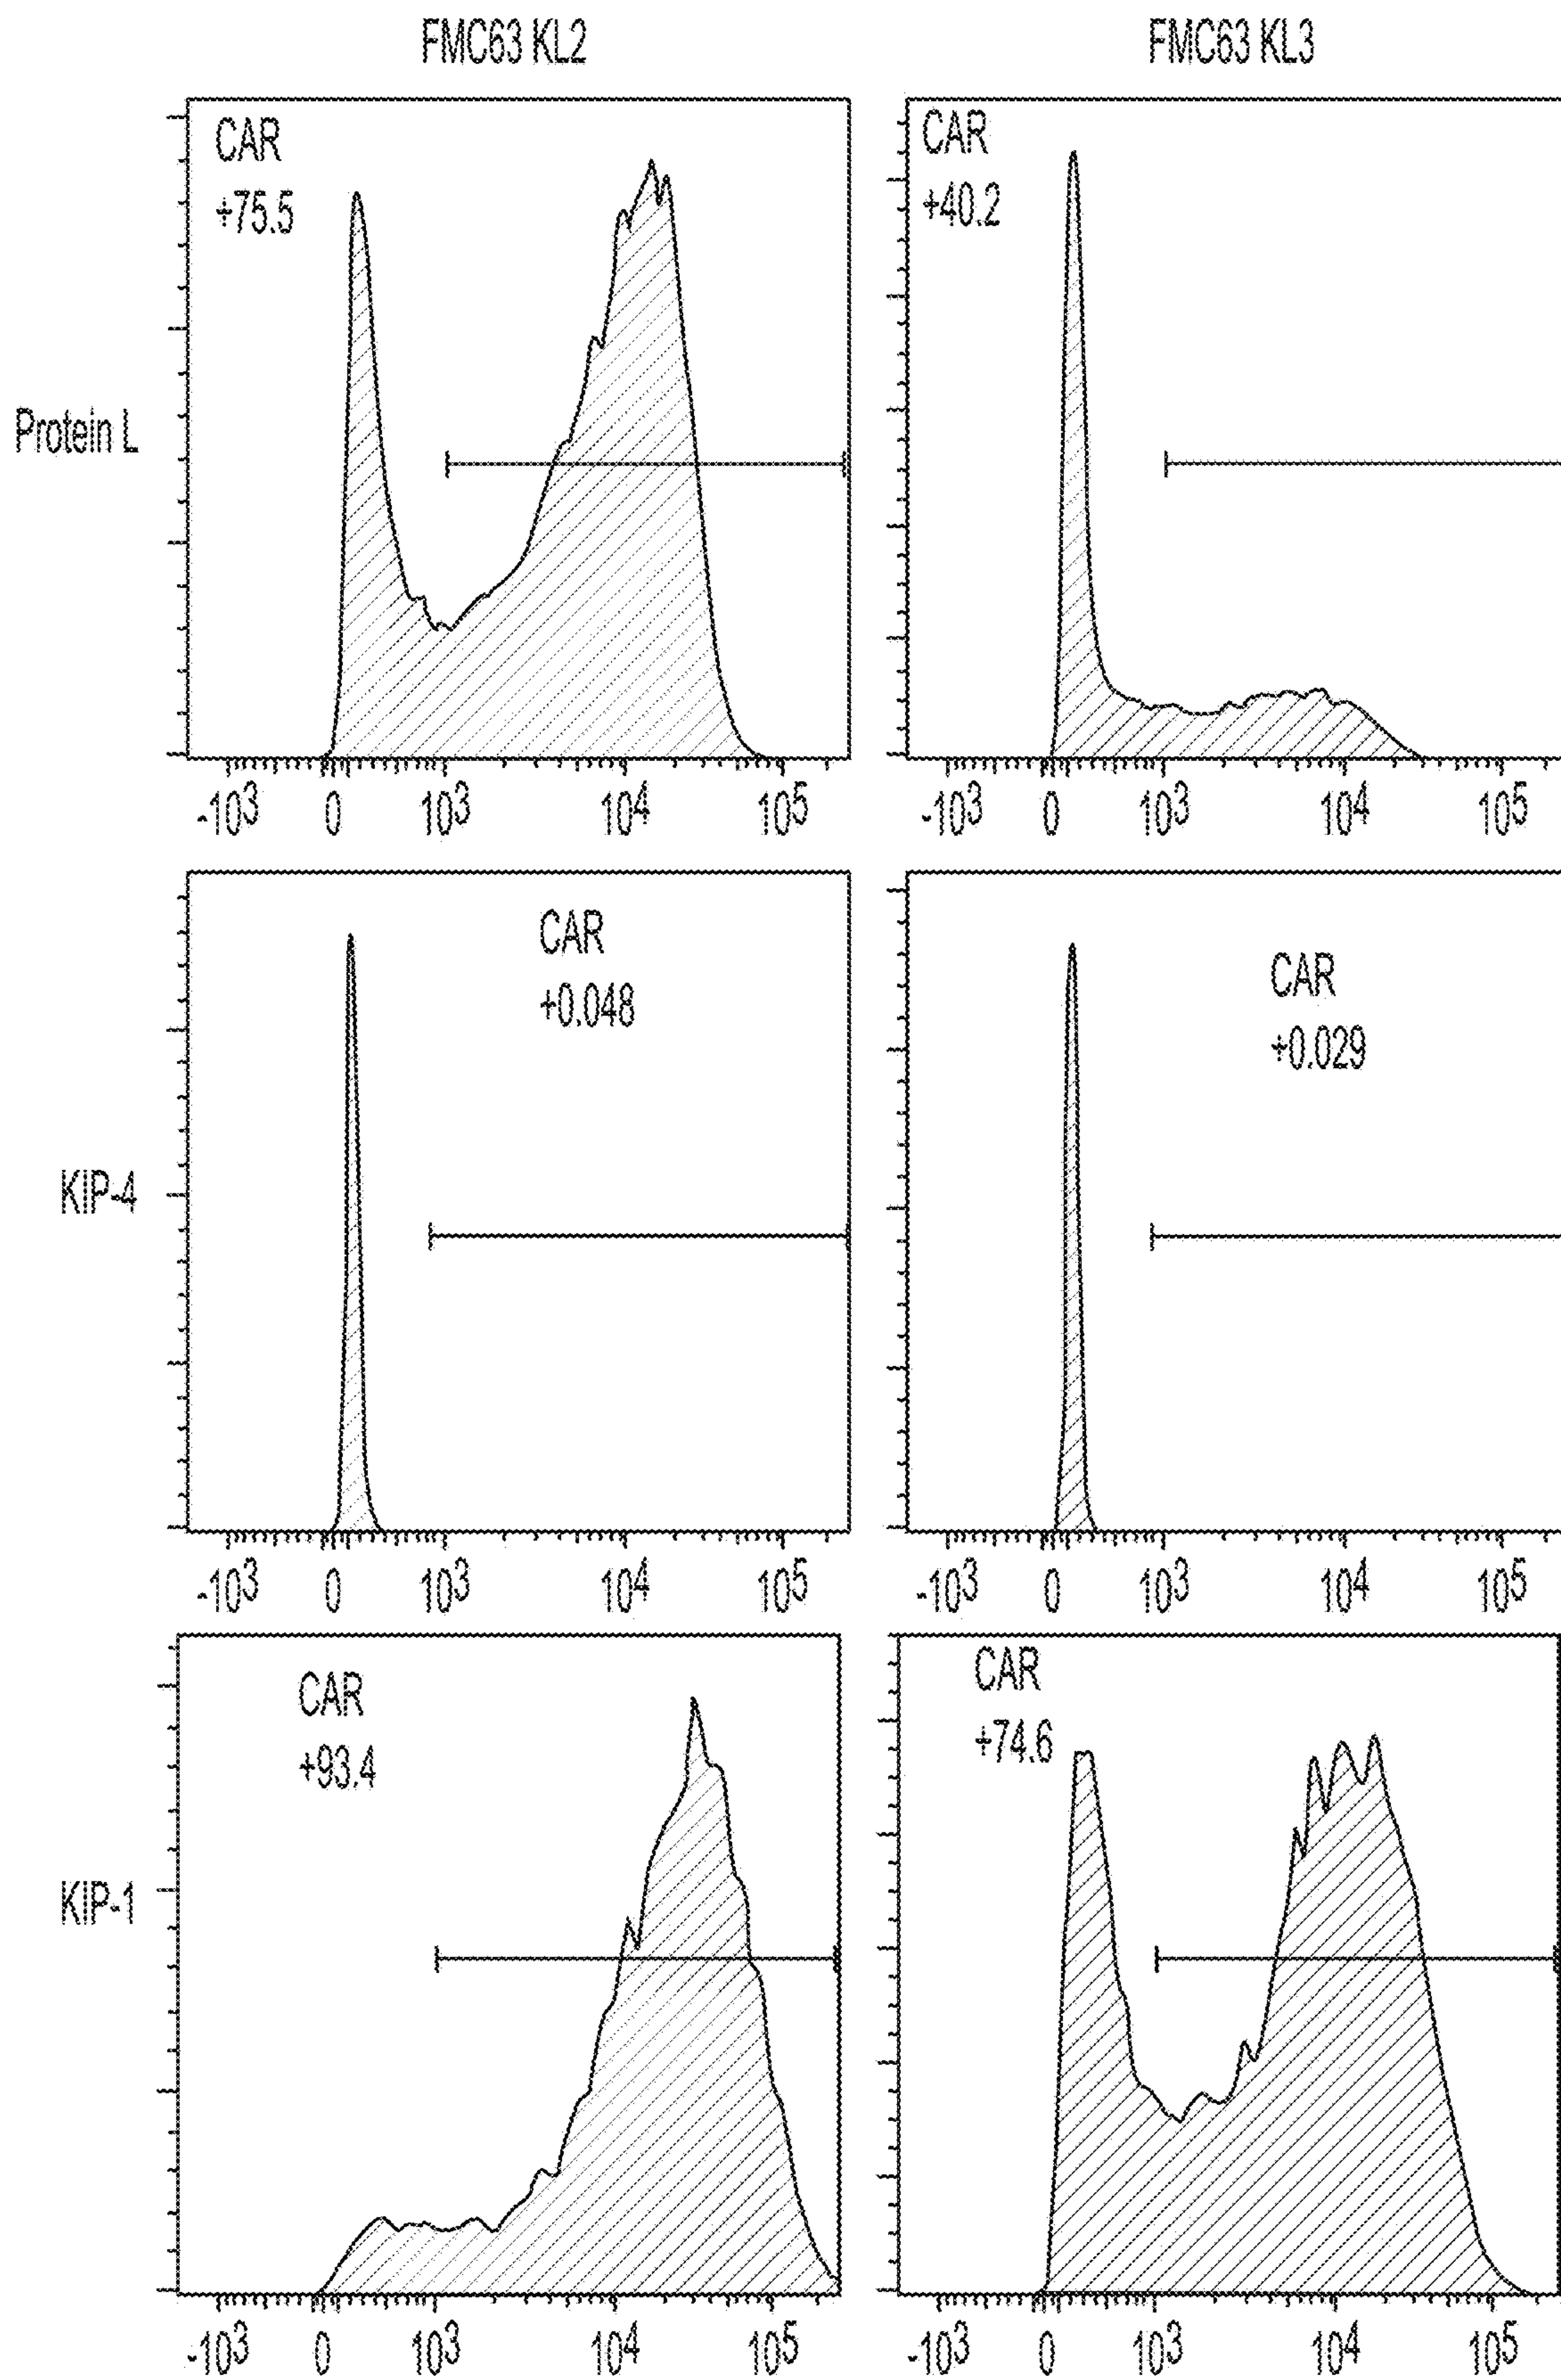 FMC63 KL2
FMC63 KL3
CAR
+75.5
CAR
+40.2
Protein L
-10³ 0 10³ 10⁴ 10⁵
-10³ 0 10³ 10⁴ 10⁵
CAR
+0.048
CAR
+0.029
KIP-4
-10³ 0 10³ 10⁴ 10⁵
-10³ 0 10³ 10⁴ 10⁵
CAR
+93.4
CAR
+74.6
KIP-1
-10³ 0 10³ 10⁴ 10⁵
-10³ 0 10³ 10⁴ 10⁵